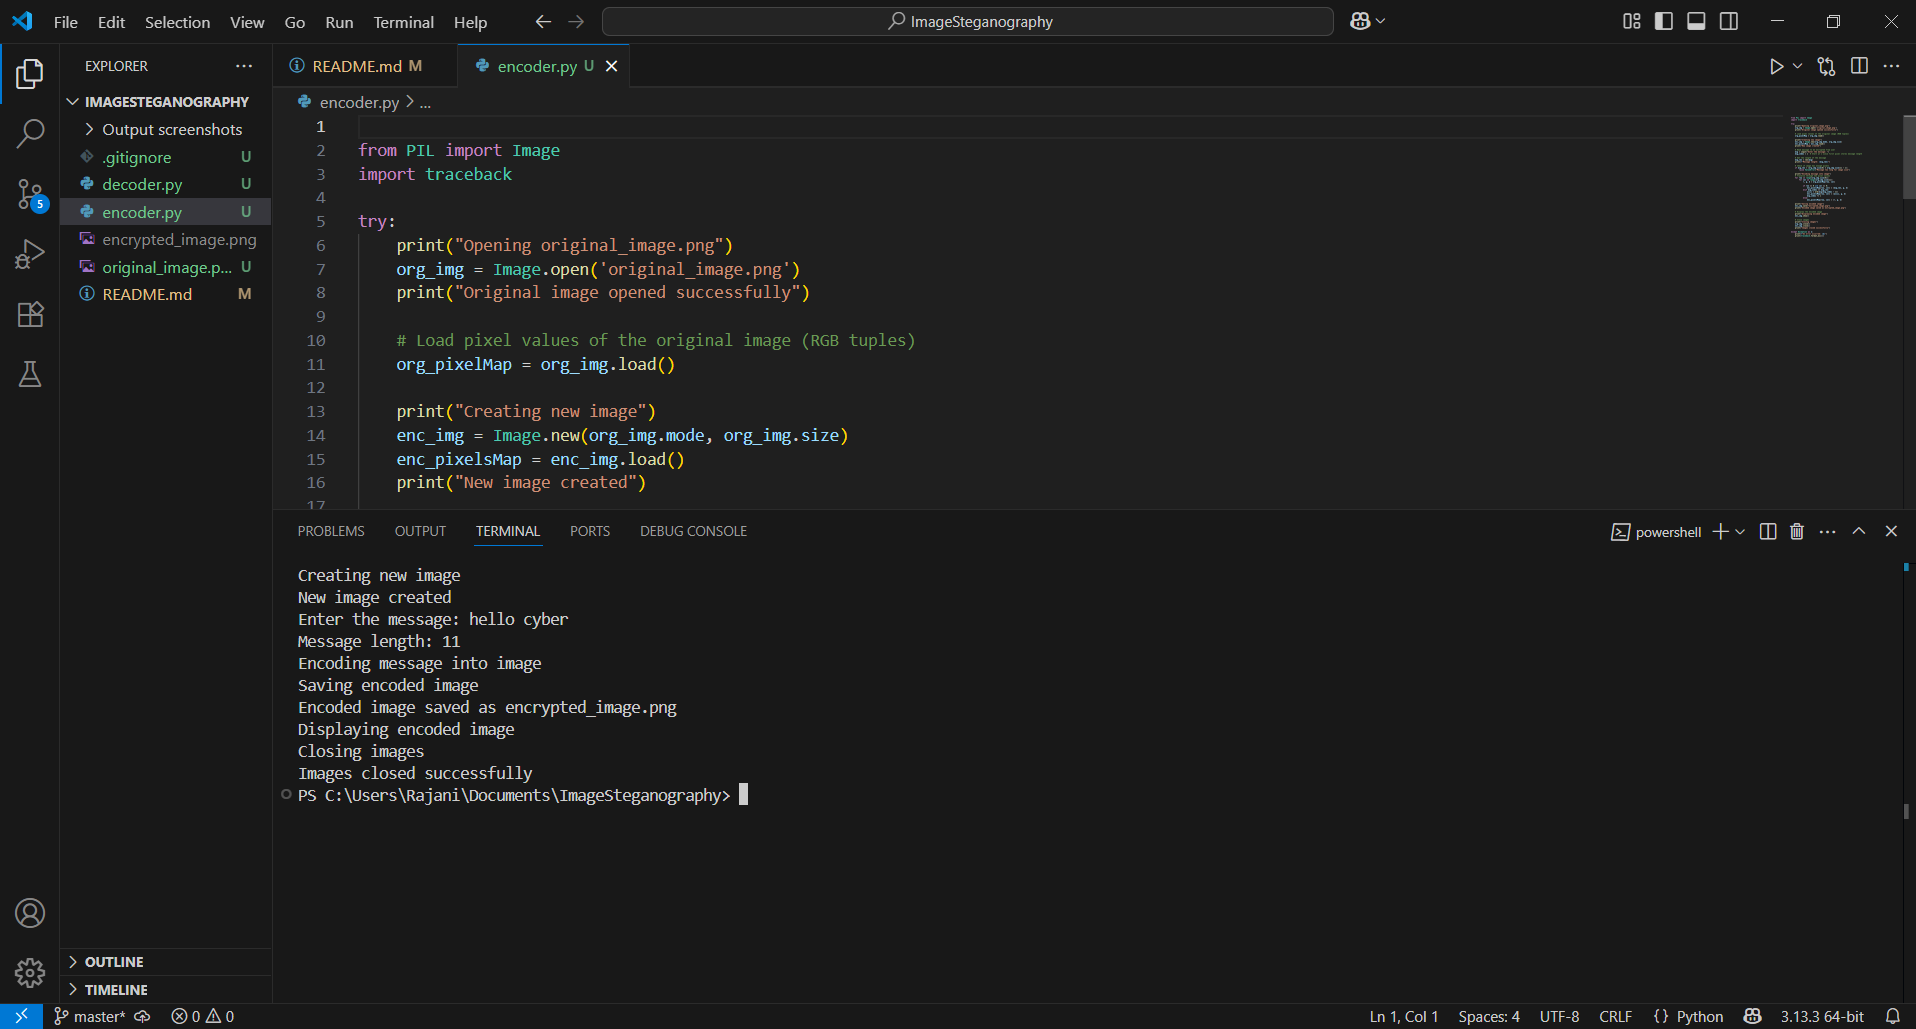 File Edit Selection View Go Run Terminal Help
ImageSteganography
EXPLORER
IMAGESTEGANOGRAPHY
Output screenshots
.gitignore U
decoder.py U
encoder.py U
encrypted_image.png
original_image.p... U
README.md M
OUTLINE
TIMELINE
README.md M
encoder.py U
encoder.py > ...
1
2 from PIL import Image
3 import traceback
4
5 try:
6 print("Opening original_image.png")
7 org_img = Image.open('original_image.png')
8 print("Original image opened successfully")
9
10 # Load pixel values of the original image (RGB tuples)
11 org_pixelMap = org_img.load()
12
13 print("Creating new image")
14 enc_img = Image.new(org_img.mode, org_img.size)
15 enc_pixelsMap = enc_img.load()
16 print("New image created")
17
PROBLEMS OUTPUT TERMINAL PORTS DEBUG CONSOLE
powershell
Creating new image
New image created
Enter the message: hello cyber
Message length: 11
Encoding message into image
Saving encoded image
Encoded image saved as encrypted_image.png
Displaying encoded image
Closing images
Images closed successfully
PS C:\Users\Rajani\Documents\ImageSteganography>
5
master* 0 0
Ln 1, Col 1 Spaces: 4 UTF-8 CRLF {} Python 3.13.3 64-bit